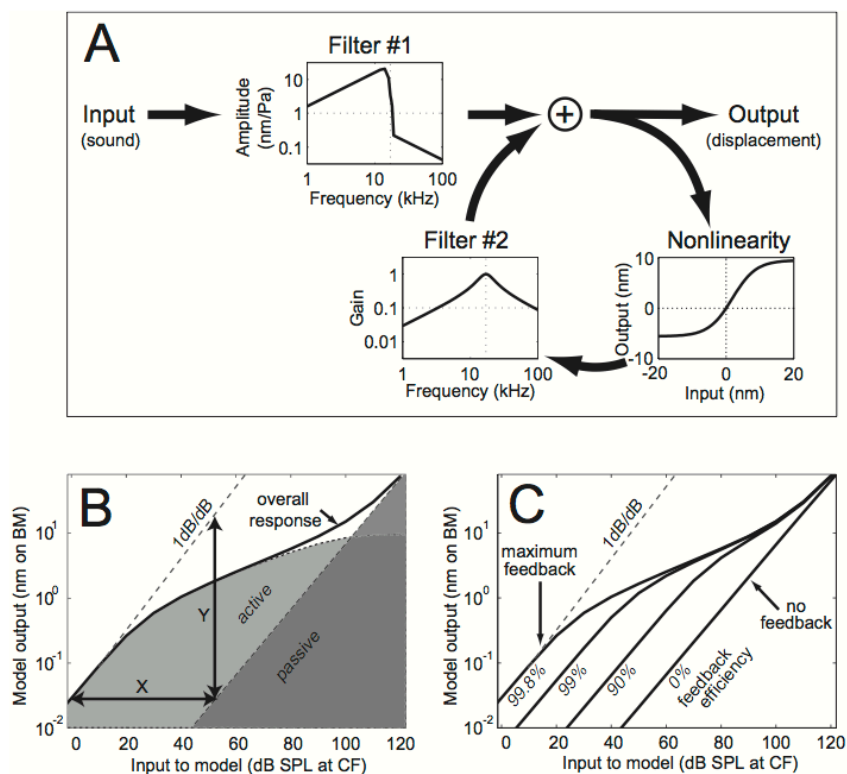 A
Filter #1
Input
(sound)
Amplitude
(nm/Pa)
10
1
0.1
1
10
100
Frequency (kHz)
+
Output
(displacement)
Filter #2
Gain
1
0.1
0.01
1
10
100
Frequency (kHz)
Nonlinearity
Output (nm)
10
0
-10
-20
0
20
Input (nm)
B
Model output (nm on BM)
10^1
10^0
10^-1
10^-2
1dB/dB
overall
response
Y
X
active
passive
0
20
40
60
80
100
120
Input to model (dB SPL at CF)
C
Model output (nm on BM)
10^1
10^0
10^-1
10^-2
1dB/dB
maximum
feedback
no
feedback
99.8%
99%
90%
0%
feedback
efficiency
0
20
40
60
80
100
120
Input to model (dB SPL at CF)